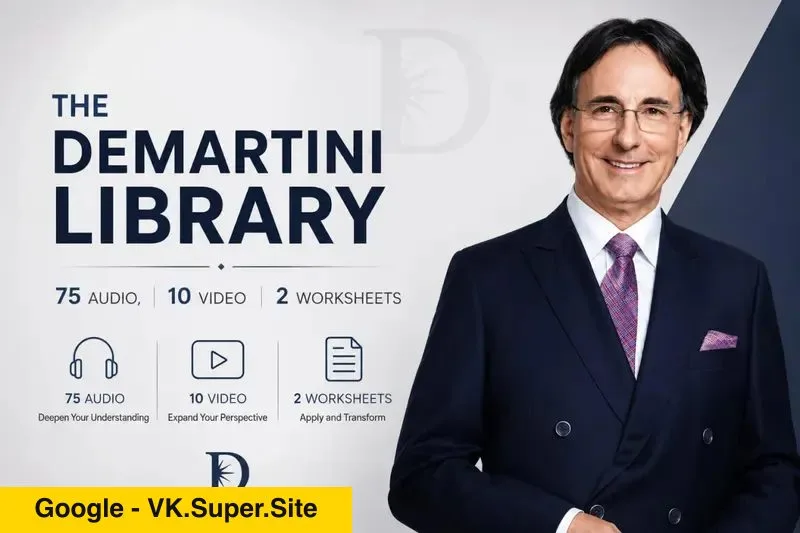 THE
DEMARTINI
LIBRARY
75 AUDIO, 10 VIDEO 2 WORKSHEETS
75 AUDIO 10 VIDEO 2 WORKSHEETS
Deepen Your Understanding Expand Your Perspective Apply and Transform
D
D
Google - VK.Super.Site